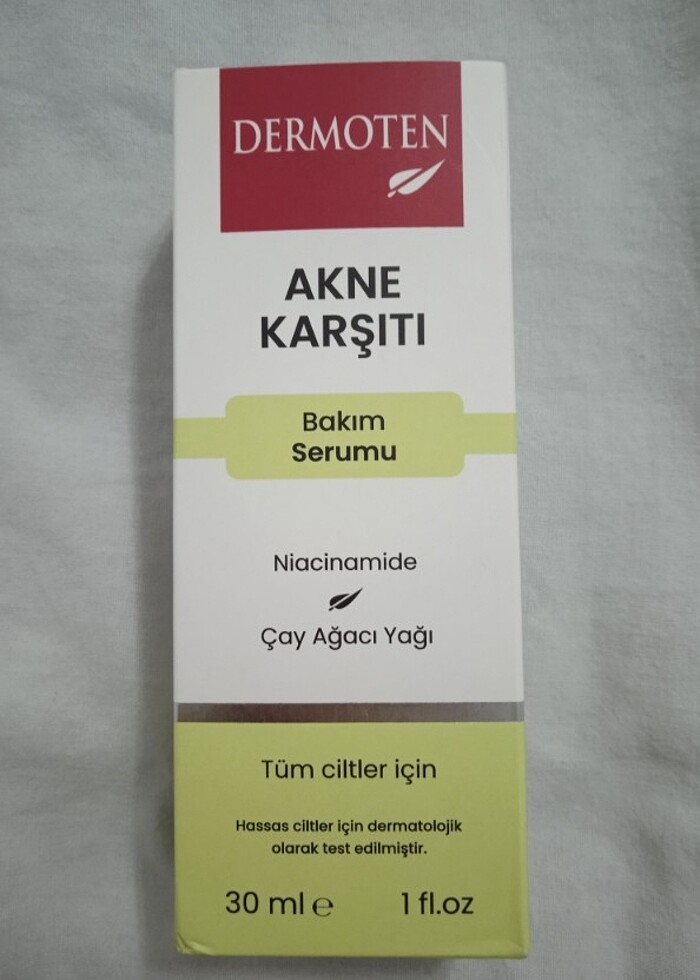 DERMOTEN
AKNE
KARŞITI
Bakım
Serumu
Niacinamide
Çay Ağacı Yağı
Tüm ciltler için
Hassas ciltler için dermatolojik
olarak test edilmiştir.
30 ml ℮ 1 fl.oz